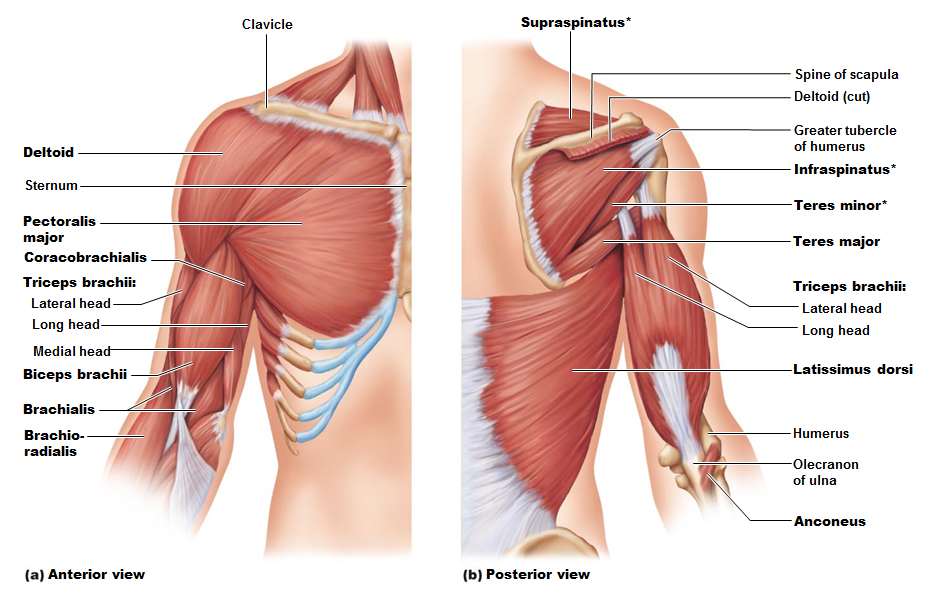 Clavicle
Deltoid
Sternum
Pectoralis
major
Coracobrachialis
Triceps brachii:
Lateral head
Long head
Medial head
Biceps brachii
Brachialis
Brachio-
radialis
(a) Anterior view
Supraspinatus*
Spine of scapula
Deltoid (cut)
Greater tubercle
of humerus
Infraspinatus*
Teres minor*
Teres major
Triceps brachii:
Lateral head
Long head
Latissimus dorsi
Humerus
Olecranon
of ulna
Anconeus
(b) Posterior view